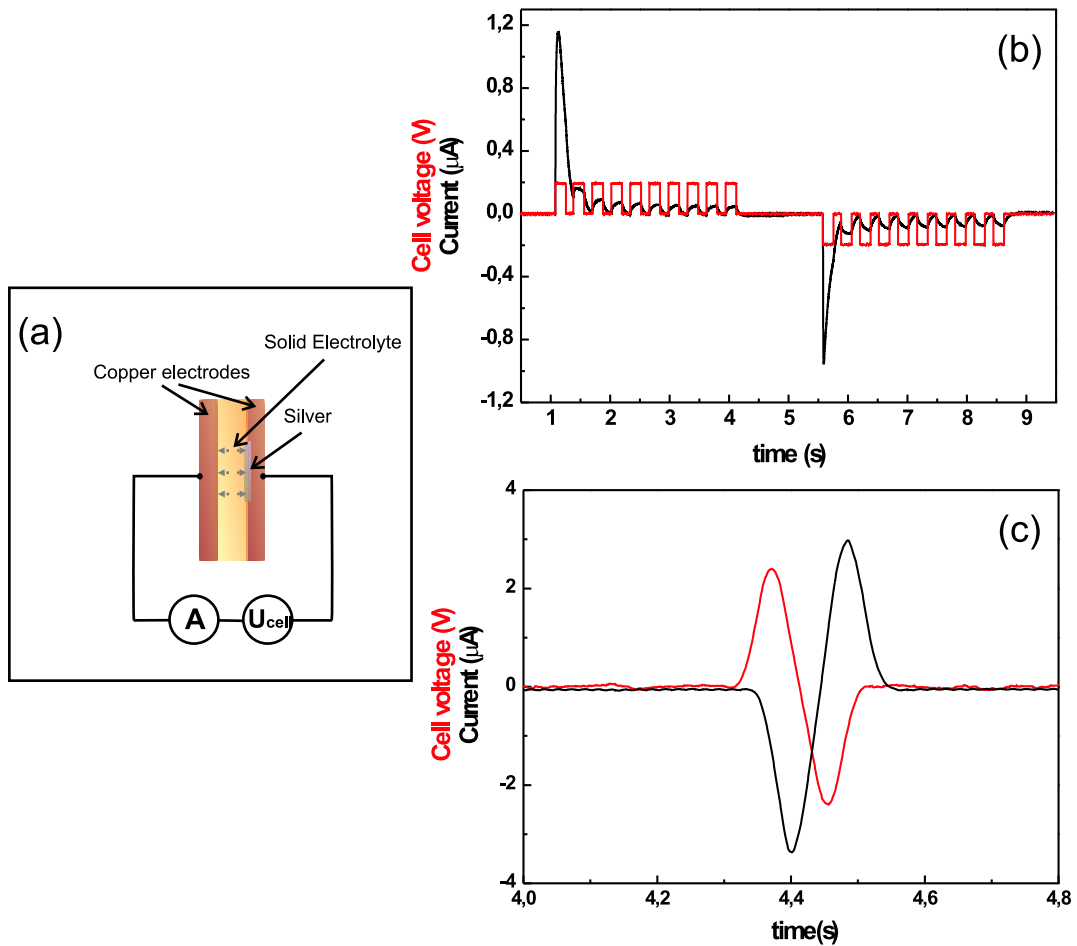 (a)
Solid Electrolyte
Copper electrodes
Silver
A
Ucell
(b)
Cell voltage (V)
Current (μA)
1,2
0,8
0,4
0,0
-0,4
-0,8
-1,2
1 2 3 4 5 6 7 8 9
time (s)
(c)
Cell voltage (V)
Current (μA)
4
2
0
-2
-4
4,0 4,2 4,4 4,6 4,8
time(s)